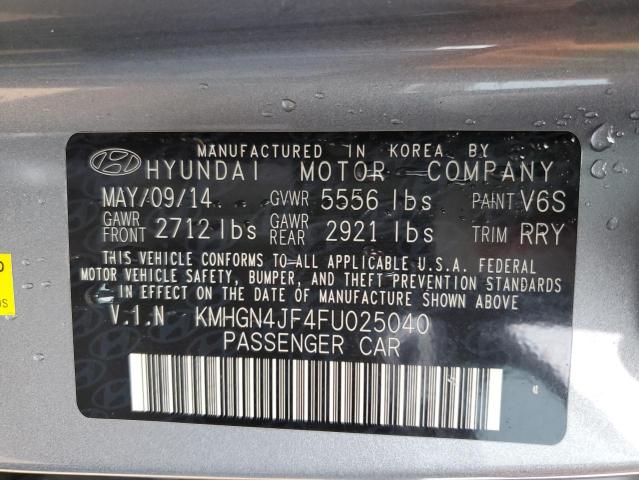 MANUFACTURED IN KOREA BY
HYUNDAI MOTOR COMPANY
MAY/09/14 GVWR 5556 lbs PAINT V6S
GAWR FRONT 2712 lbs GAWR REAR 2921 lbs TRIM RRY
THIS VEHICLE CONFORMS TO ALL APPLICABLE U.S.A. FEDERAL
MOTOR VEHICLE SAFETY, BUMPER, AND THEFT PREVENTION STANDARDS
IN EFFECT ON THE DATE OF MANUFACTURE SHOWN ABOVE.
V.I.N KMHGN4JF4FU025040
PASSENGER CAR